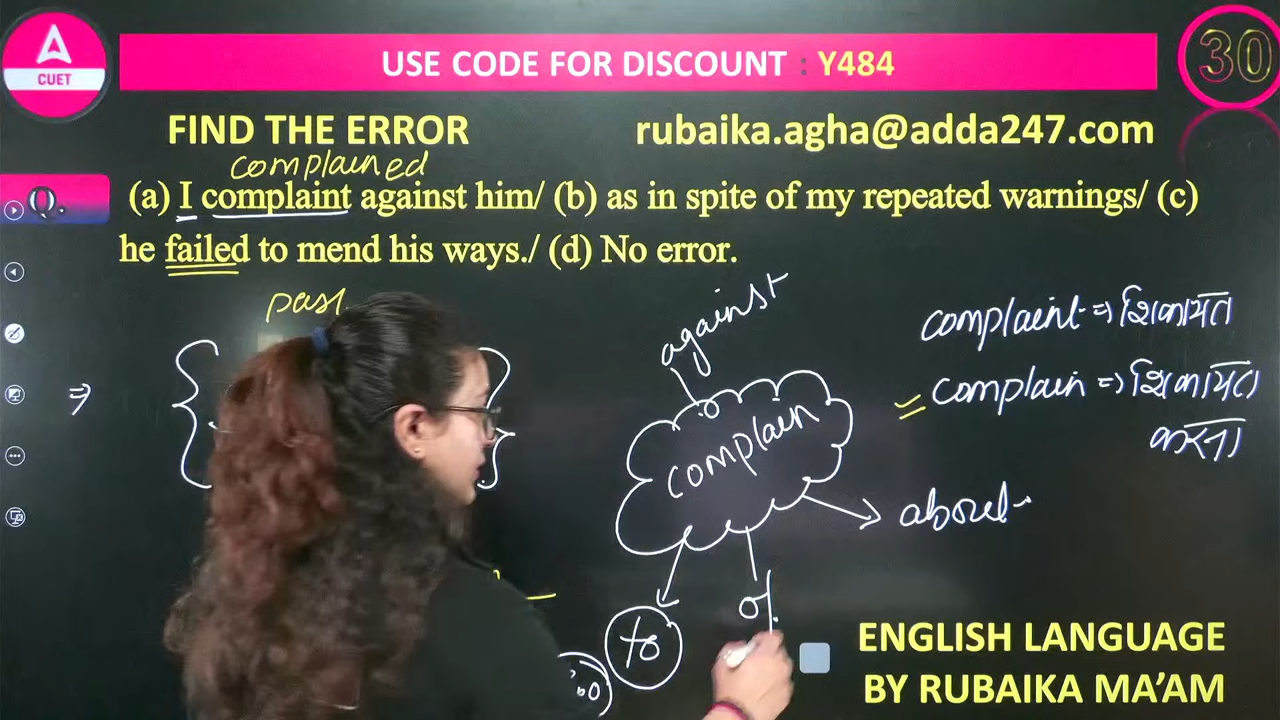 CUET
USE CODE FOR DISCOUNT : Y484
30
FIND THE ERROR
rubaika.agha@adda247.com
complained
Q.
(a) I complaint against him/ (b) as in spite of my repeated warnings/ (c)
he failed to mend his ways./ (d) No error.
past
against
complaint ⇒ शिकायत
complain ⇒ शिकायत
करना
complain
about
to
of
ENGLISH LANGUAGE
BY RUBAIKA MA'AM